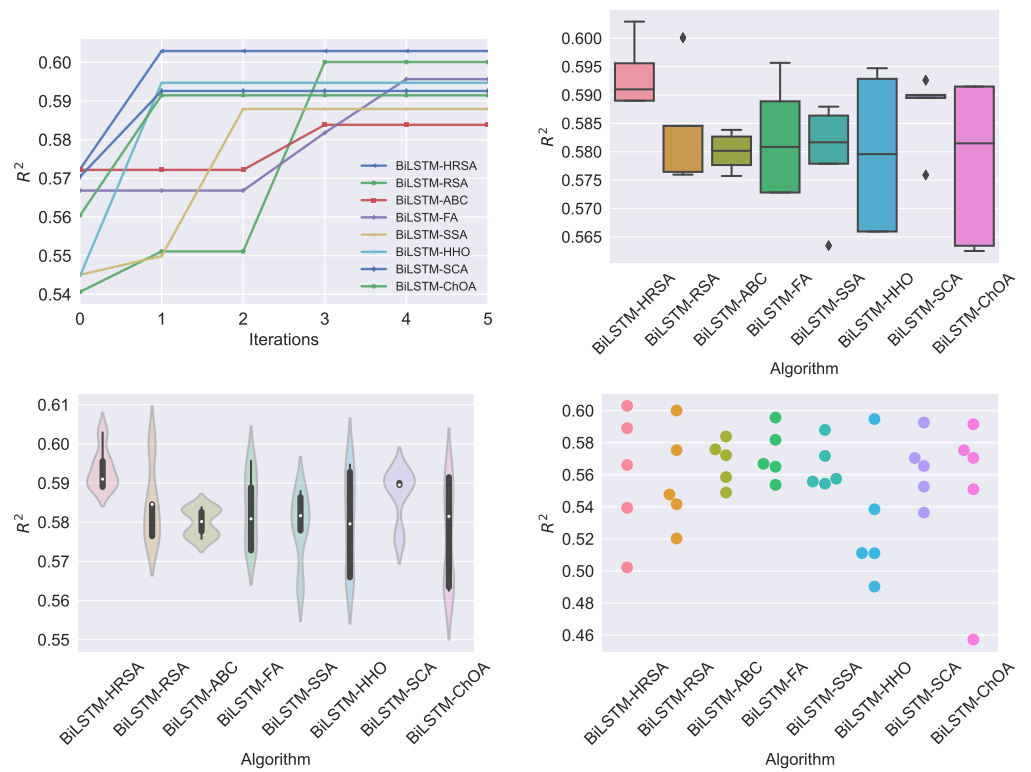 0.60
0.59
0.58
0.57
0.56
0.55
0.54
R²
0
1
2
3
4
5
Iterations
BiLSTM-HRSA
BiLSTM-RSA
BiLSTM-ABC
BiLSTM-FA
BiLSTM-SSA
BiLSTM-HHO
BiLSTM-SCA
BiLSTM-ChOA
0.600
0.595
0.590
0.585
0.580
0.575
0.570
0.565
R²
BiLSTM-HRSA
BiLSTM-RSA
BiLSTM-ABC
BiLSTM-FA
BiLSTM-SSA
BiLSTM-HHO
BiLSTM-SCA
BiLSTM-ChOA
Algorithm
0.61
0.60
0.59
0.58
0.57
0.56
0.55
R²
BiLSTM-HRSA
BiLSTM-RSA
BiLSTM-ABC
BiLSTM-FA
BiLSTM-SSA
BiLSTM-HHO
BiLSTM-SCA
BiLSTM-ChOA
Algorithm
0.60
0.58
0.56
0.54
0.52
0.50
0.48
0.46
R²
BiLSTM-HRSA
BiLSTM-RSA
BiLSTM-ABC
BiLSTM-FA
BiLSTM-SSA
BiLSTM-HHO
BiLSTM-SCA
BiLSTM-ChOA
Algorithm